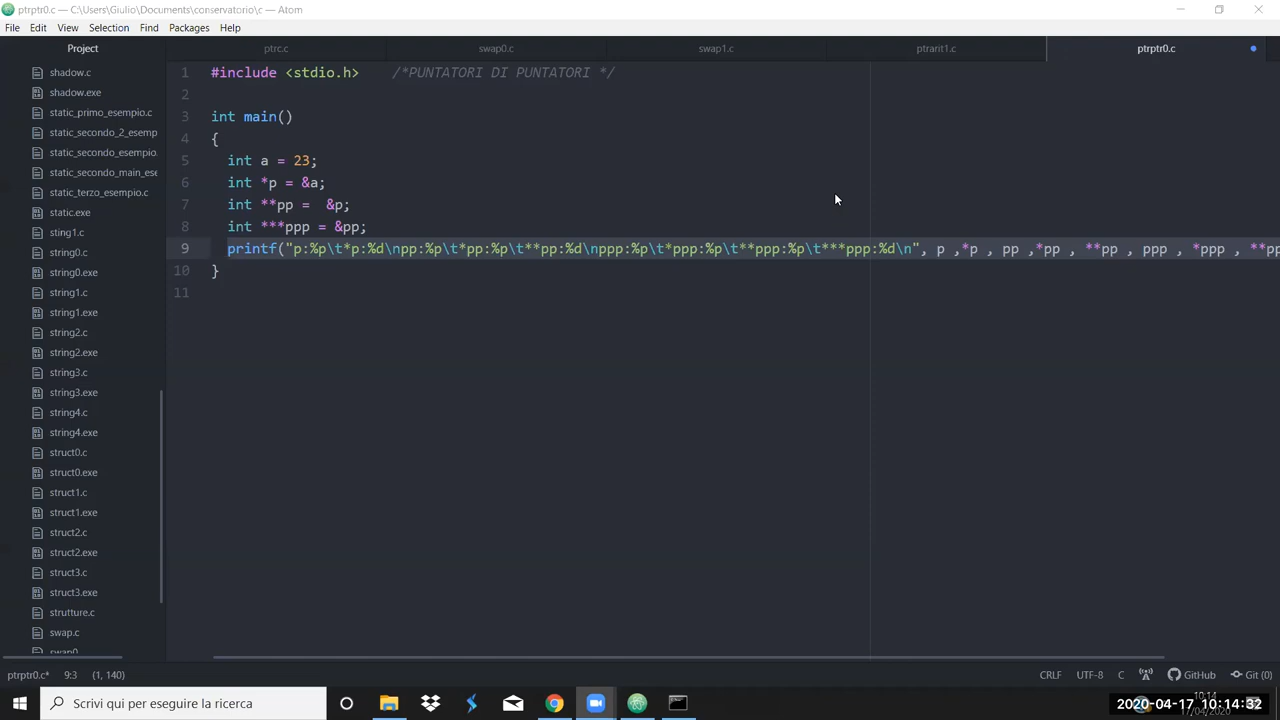 ptrptr0.c — C:\Users\Giulio\Documents\conservatorio\c — Atom
File Edit View Selection Find Packages Help
Project
ptrc.c swap0.c swap1.c ptrarit1.c ptrptr0.c
shadow.c
shadow.exe
static_primo_esempio.c
static_secondo_2_esemp
static_secondo_esempio.
static_secondo_main_ese
static_terzo_esempio.c
static.exe
sting1.c
string0.c
string0.exe
string1.c
string1.exe
string2.c
string2.exe
string3.c
string3.exe
string4.c
string4.exe
struct0.c
struct0.exe
struct1.c
struct1.exe
struct2.c
struct2.exe
struct3.c
struct3.exe
strutture.c
swap.c
swap0
1 #include <stdio.h> /*PUNTATORI DI PUNTATORI */
2
3 int main()
4 {
5 int a = 23;
6 int *p = &a;
7 int **pp = &p;
8 int ***ppp = &pp;
9 printf("p:%p\t*p:%d\npp:%p\t*pp:%p\t**pp:%d\nppp:%p\t*ppp:%p\t**ppp:%p\t***ppp:%d\n", p ,*p , pp ,*pp , **pp , ppp , *ppp , **pp
10 }
11
ptrptr0.c* 9:3 (1, 140) CRLF UTF-8 C GitHub Git (0)
Scrivi qui per eseguire la ricerca
10:14
17/04/2020
2020-04-17 10:14:32